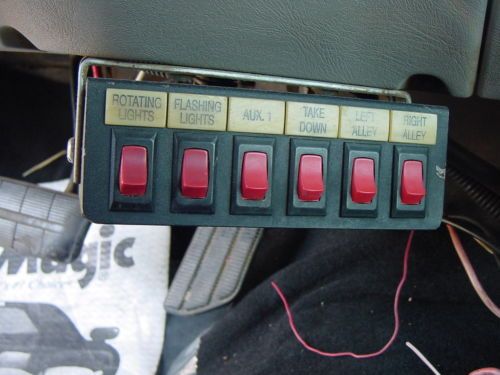 ROTATING
LIGHTS
FLASHING
LIGHTS
AUX. 1
TAKE
DOWN
LEFT
ALLEY
RIGHT
ALLEY
Magic